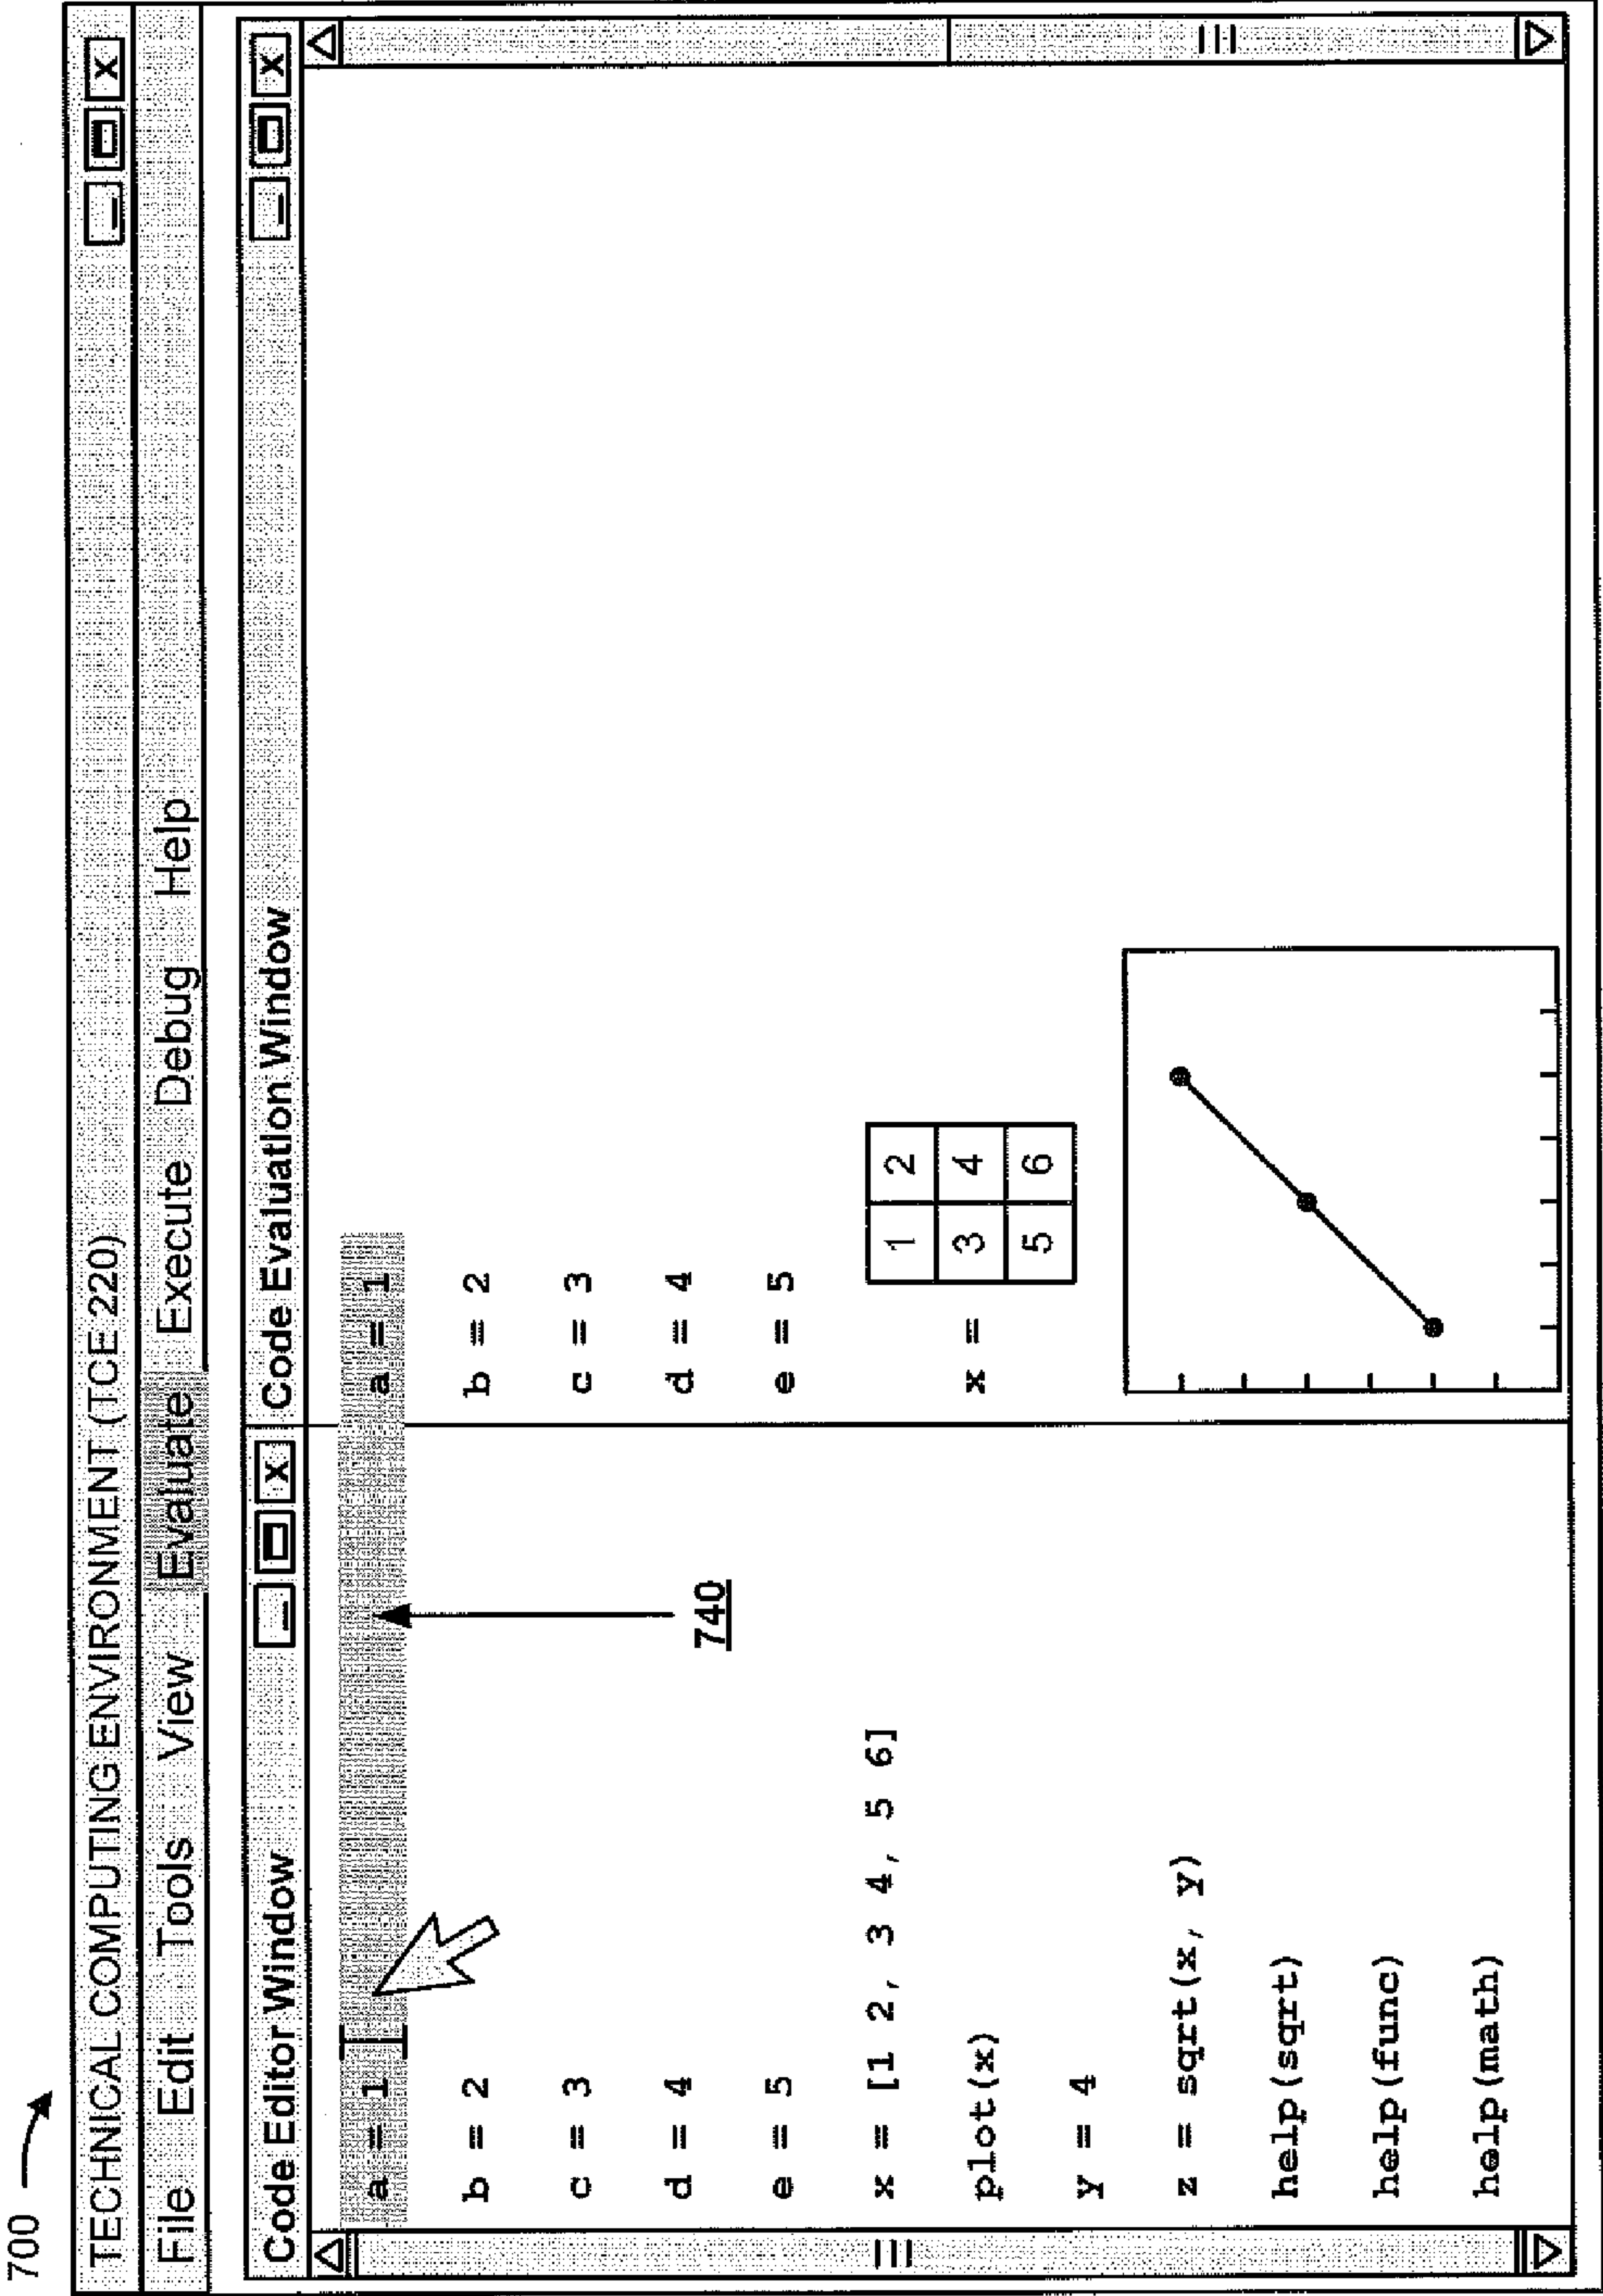 700
TECHNICAL COMPUTING ENVIRONMENT (TCE 220)
File Edit Tools View Evaluate Execute Debug Help
Code Editor Window
a = 1
b = 2
c = 3
d = 4
e = 5
x = [1 2, 3 4, 5 6]
plot(x)
y = 4
z = sqrt(x, y)
help(sqrt)
help(func)
help(math)
740
Code Evaluation Window
a = 1
b = 2
c = 3
d = 4
e = 5
x =
1 2
3 4
5 6